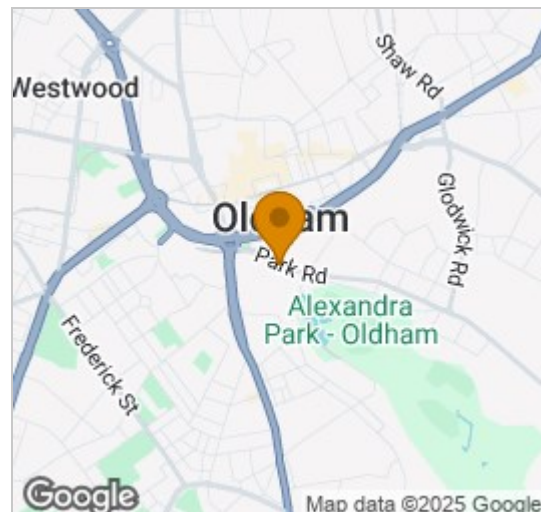 Shaw Rd
Westwood
Glodwick Rd
Oldham
Park Rd
Alexandra
Park - Oldham
Frederick St
Google
Map data ©2025 Google